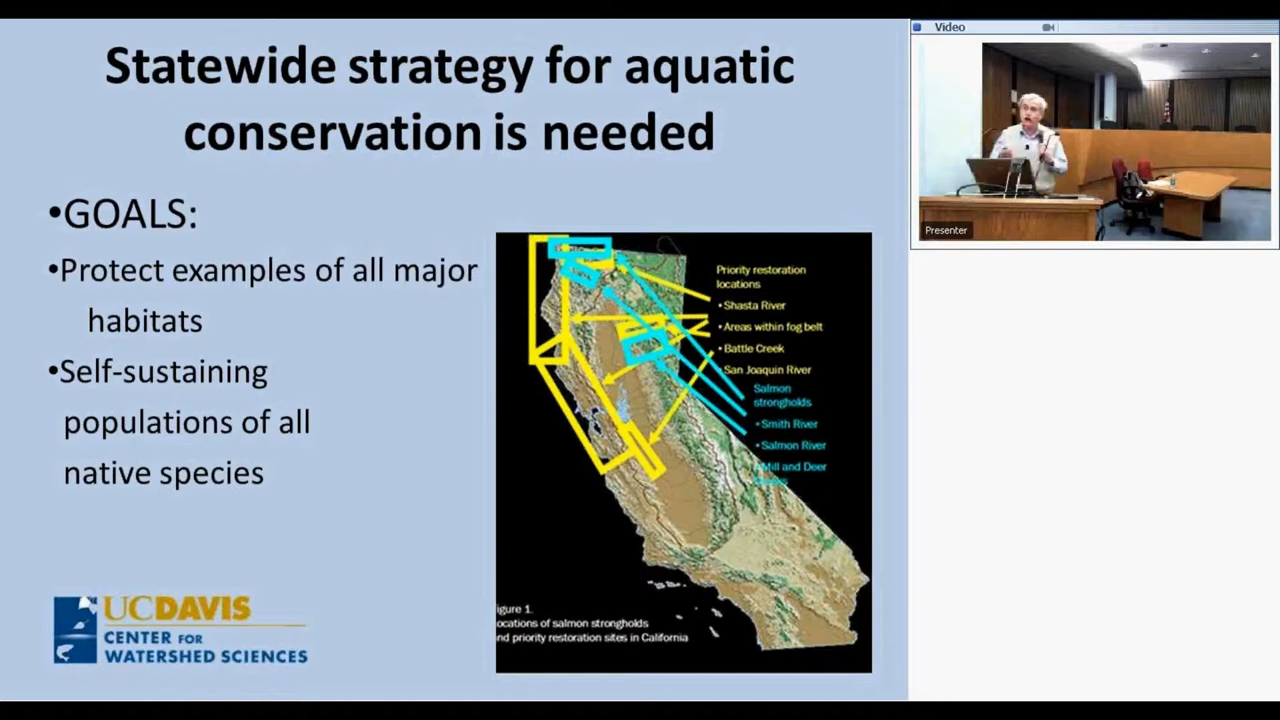 Statewide strategy for aquatic
conservation is needed
•GOALS:
•Protect examples of all major
habitats
•Self-sustaining
populations of all
native species
Priority restoration
locations
• Shasta River
• Areas within fog belt
• Battle Creek
San Joaquin River
Salmon
strongholds
• Smith River
• Salmon River
Mill and Deer
igure 1.
ocations of salmon strongholds
nd priority restoration sites in California
UCDAVIS
CENTER FOR
WATERSHED SCIENCES
Video
Presenter